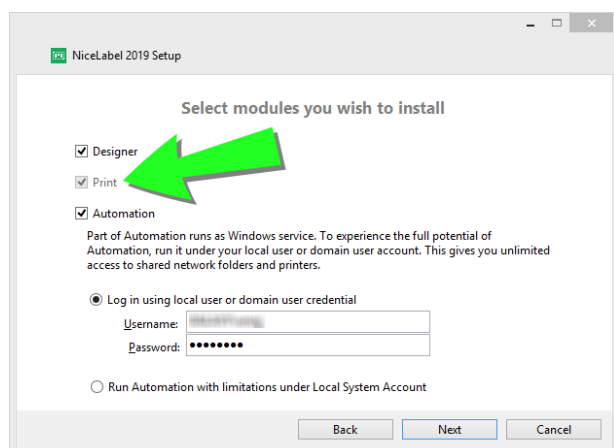 NiceLabel 2019 Setup
Select modules you wish to install
Designer
Print
Automation
Part of Automation runs as Windows service. To experience the full potential of
Automation, run it under your local user or domain user account. This gives you unlimited
access to shared network folders and printers.
Log in using local user or domain user credential
Username:
Password:
Run Automation with limitations under Local System Account
Back Next Cancel